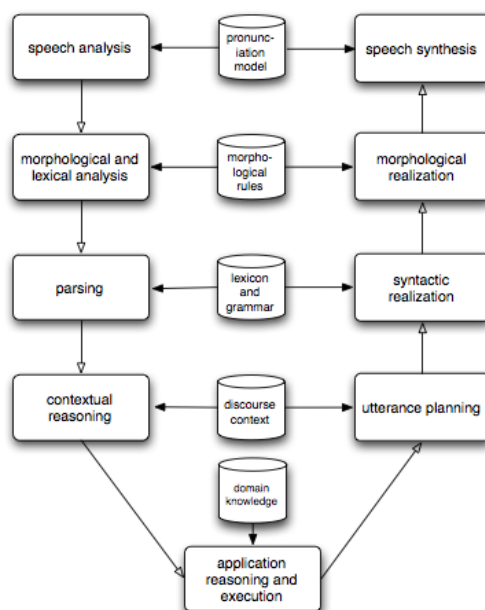 speech analysis
pronunc-
iation
model
speech synthesis
morphological and
lexical analysis
morpho-
logical
rules
morphological
realization
parsing
lexicon
and
grammar
syntactic
realization
contextual
reasoning
discourse
context
utterance planning
domain
knowledge
application
reasoning and
execution